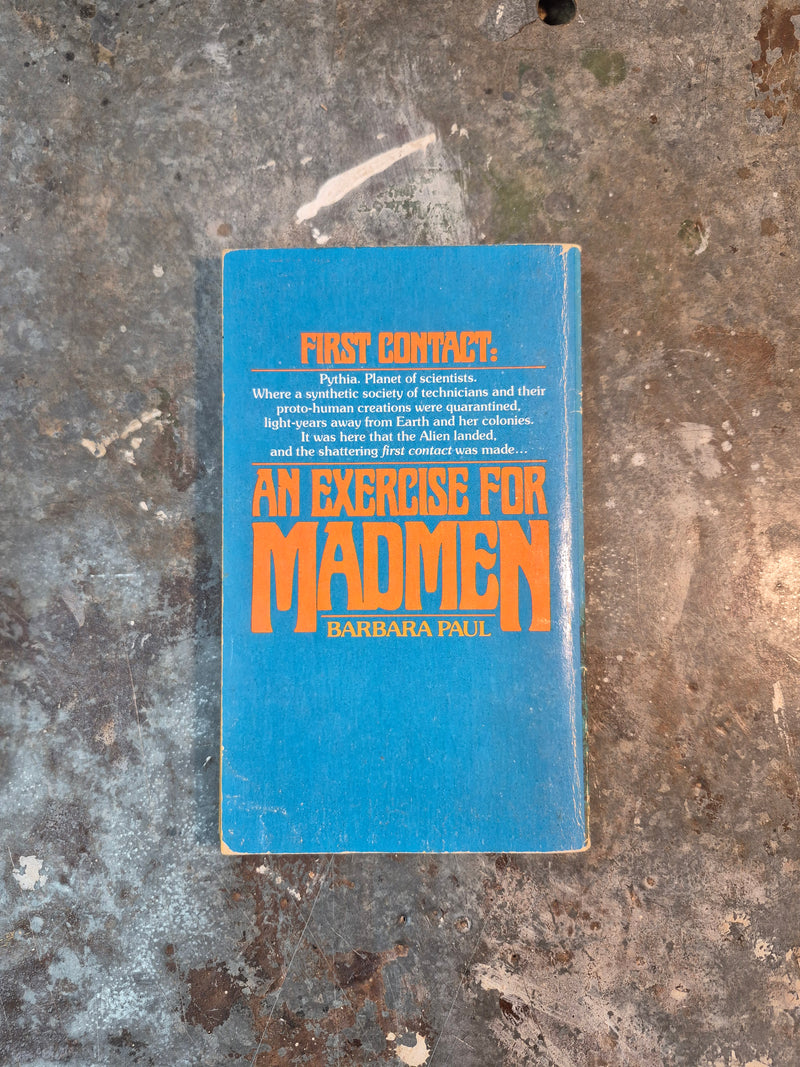 FIRST CONTACT:
Pythia. Planet of scientists.
Where a synthetic society of technicians and their
proto-human creations were quarantined,
light-years away from Earth and her colonies.
It was here that the Alien landed,
and the shattering first contact was made...
AN EXERCISE FOR
MADMEN
BARBARA PAUL